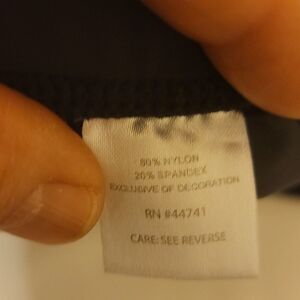 80% NYLON
20% SPANDEX
EXCLUSIVE OF DECORATION
RN #44741
CARE: SEE REVERSE